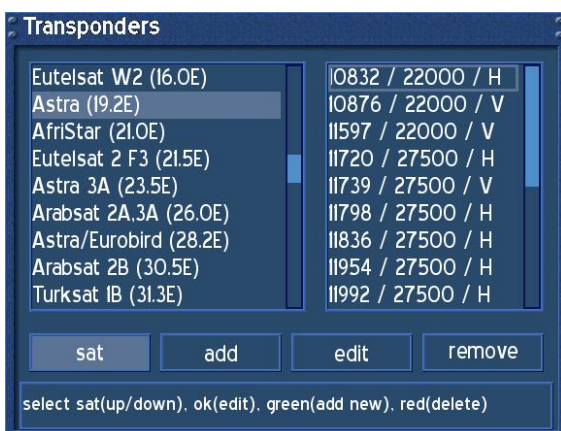 Transponders
Eutelsat W2 (16.0E)
Astra (19.2E)
AfriStar (21.0E)
Eutelsat 2 F3 (21.5E)
Astra 3A (23.5E)
Arabsat 2A,3A (26.0E)
Astra/Eurobird (28.2E)
Arabsat 2B (30.5E)
Turksat 1B (31.3E)
10832 / 22000 / H
10876 / 22000 / V
11597 / 22000 / V
11720 / 27500 / H
11739 / 27500 / V
11798 / 27500 / H
11836 / 27500 / H
11954 / 27500 / H
11992 / 27500 / H
sat
add
edit
remove
select sat(up/down), ok(edit), green(add new), red(delete)